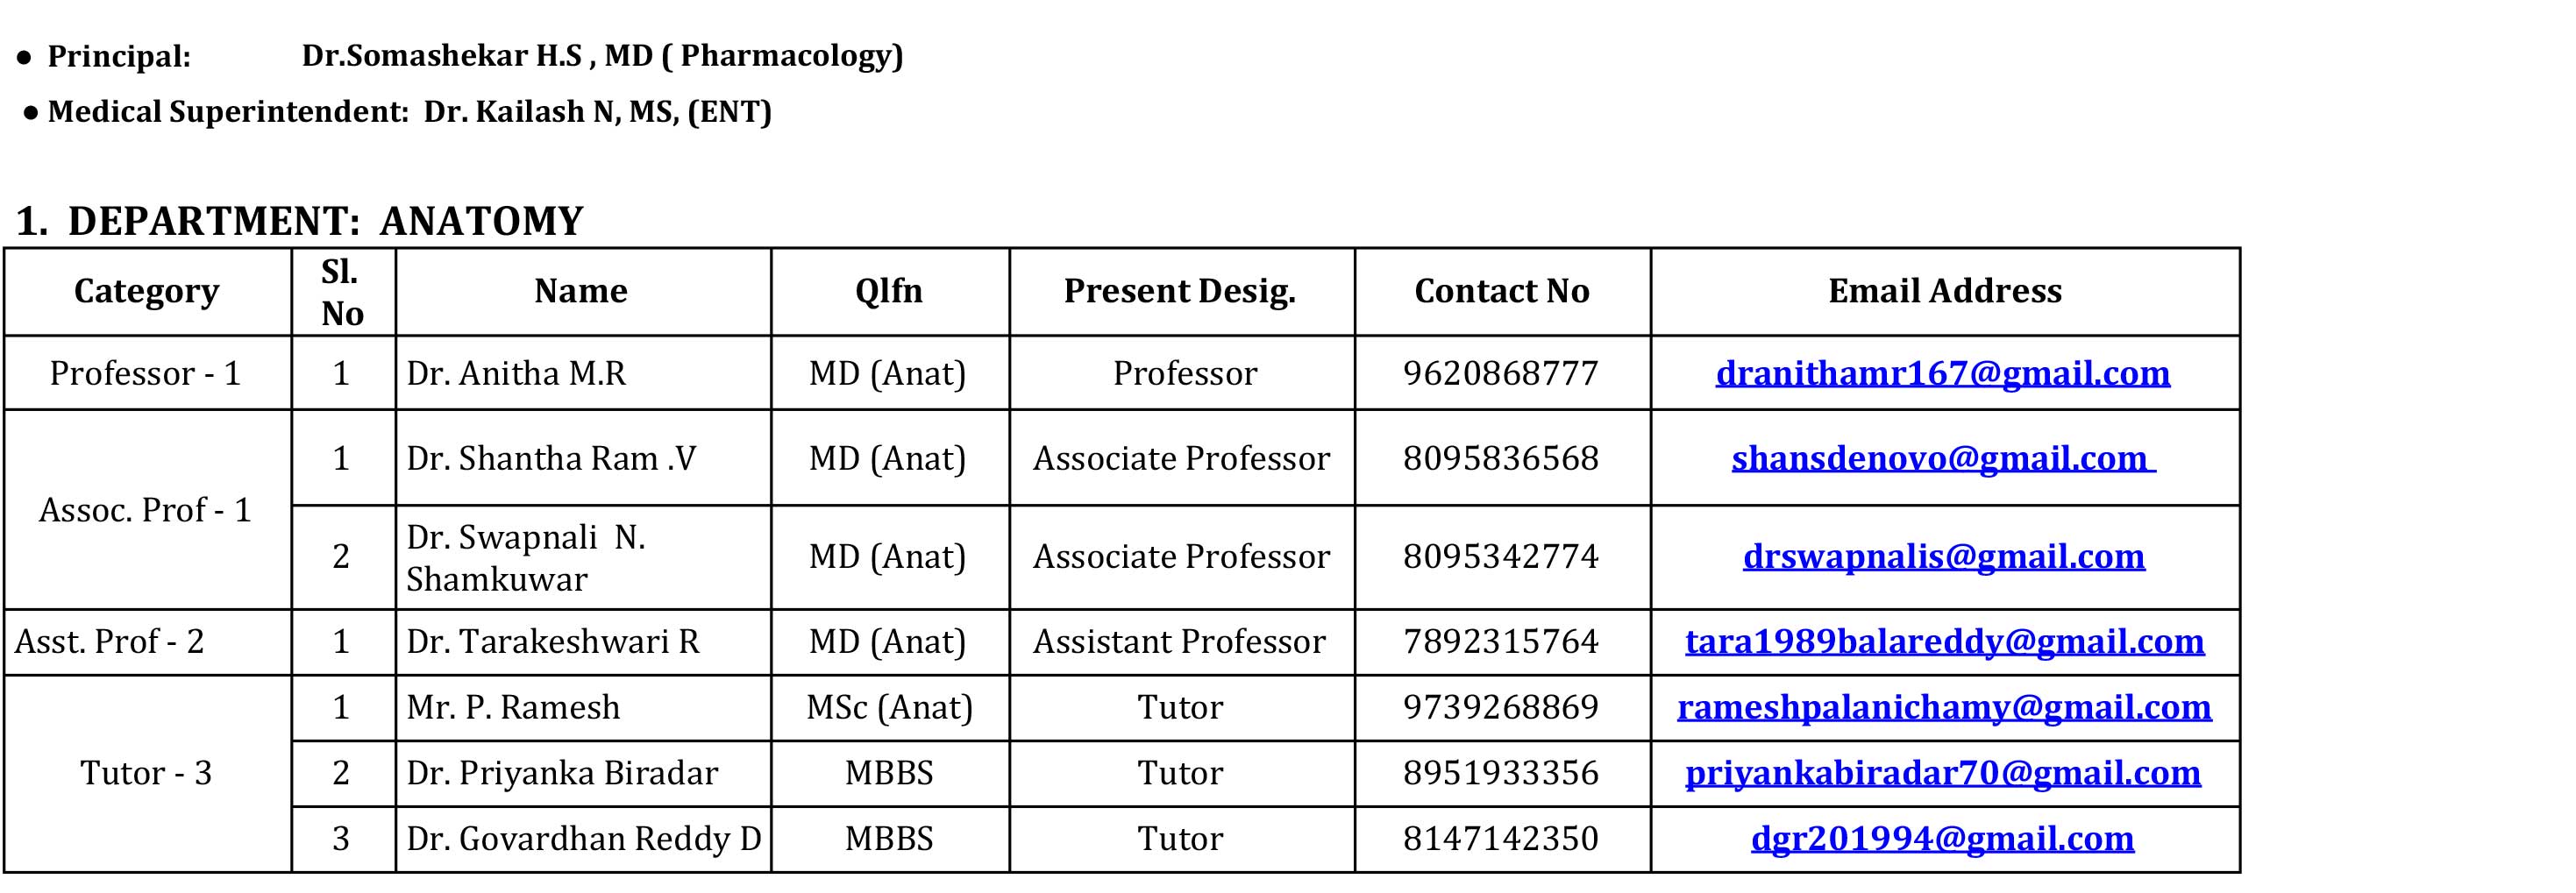 ● Principal: Dr.Somashekar H.S , MD ( Pharmacology)
● Medical Superintendent: Dr. Kailash N, MS, (ENT)
1. DEPARTMENT: ANATOMY
Category Sl. No Name Qlfn Present Desig. Contact No Email Address
Professor - 1 1 Dr. Anitha M.R MD (Anat) Professor 9620868777 dranithamr167@gmail.com
Assoc. Prof - 1 1 Dr. Shantha Ram .V MD (Anat) Associate Professor 8095836568 shansdenovo@gmail.com
2 Dr. Swapnali N. Shamkuwar MD (Anat) Associate Professor 8095342774 drswapnalis@gmail.com
Asst. Prof - 2 1 Dr. Tarakeshwari R MD (Anat) Assistant Professor 7892315764 tara1989balareddy@gmail.com
Tutor - 3 1 Mr. P. Ramesh MSc (Anat) Tutor 9739268869 rameshpalanichamy@gmail.com
2 Dr. Priyanka Biradar MBBS Tutor 8951933356 priyankabiradar70@gmail.com
3 Dr. Govardhan Reddy D MBBS Tutor 8147142350 dgr201994@gmail.com